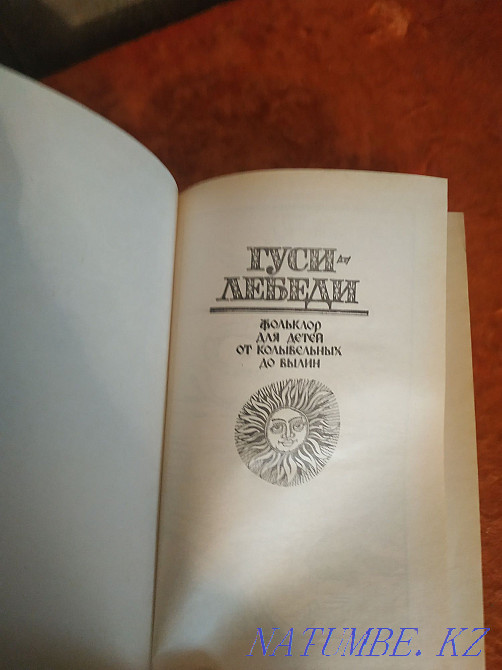 ГУСИ-
ЛЕБЕДИ
ФОЛЬКЛОР
ДЛЯ ДЕТЕЙ
ОТ КОЛЫБЕЛЬНЫХ
ДО БЫЛИН
NATUMBE. KZ